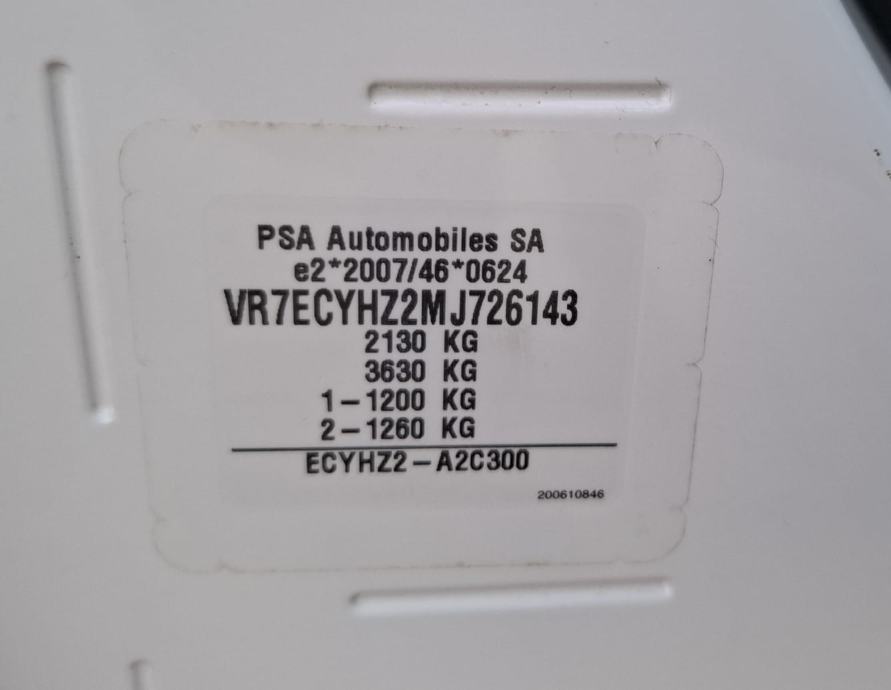 PSA Automobiles SA
e2*2007/46*0624
VR7ECYHZ2MJ726143
2130 KG
3630 KG
1-1200 KG
2-1260 KG
ECYHZ2-A2C300
200610846